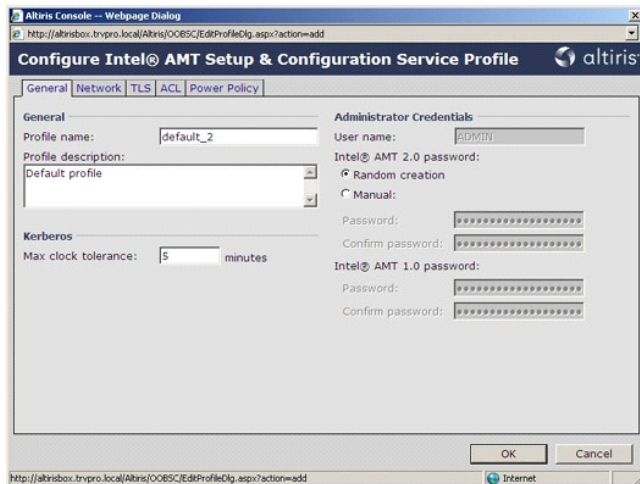 Altiris Console -- Webpage Dialog
http://altirisbox.trvpro.local/Altiris/OOBSC/EditProfileDlg.aspx?action=add
Configure Intel® AMT Setup & Configuration Service Profile
altiris
General Network TLS ACL Power Policy
General
Profile name: default_2
Profile description:
Default profile
Kerberos
Max clock tolerance: 5 minutes
Administrator Credentials
User name: ADMIN
Intel® AMT 2.0 password:
Random creation
Manual:
Password:
Confirm password:
Intel® AMT 1.0 password:
Password:
Confirm password:
OK Cancel
http://altirisbox.trvpro.local/Altiris/OOBSC/EditProfileDlg.aspx?action=add Internet